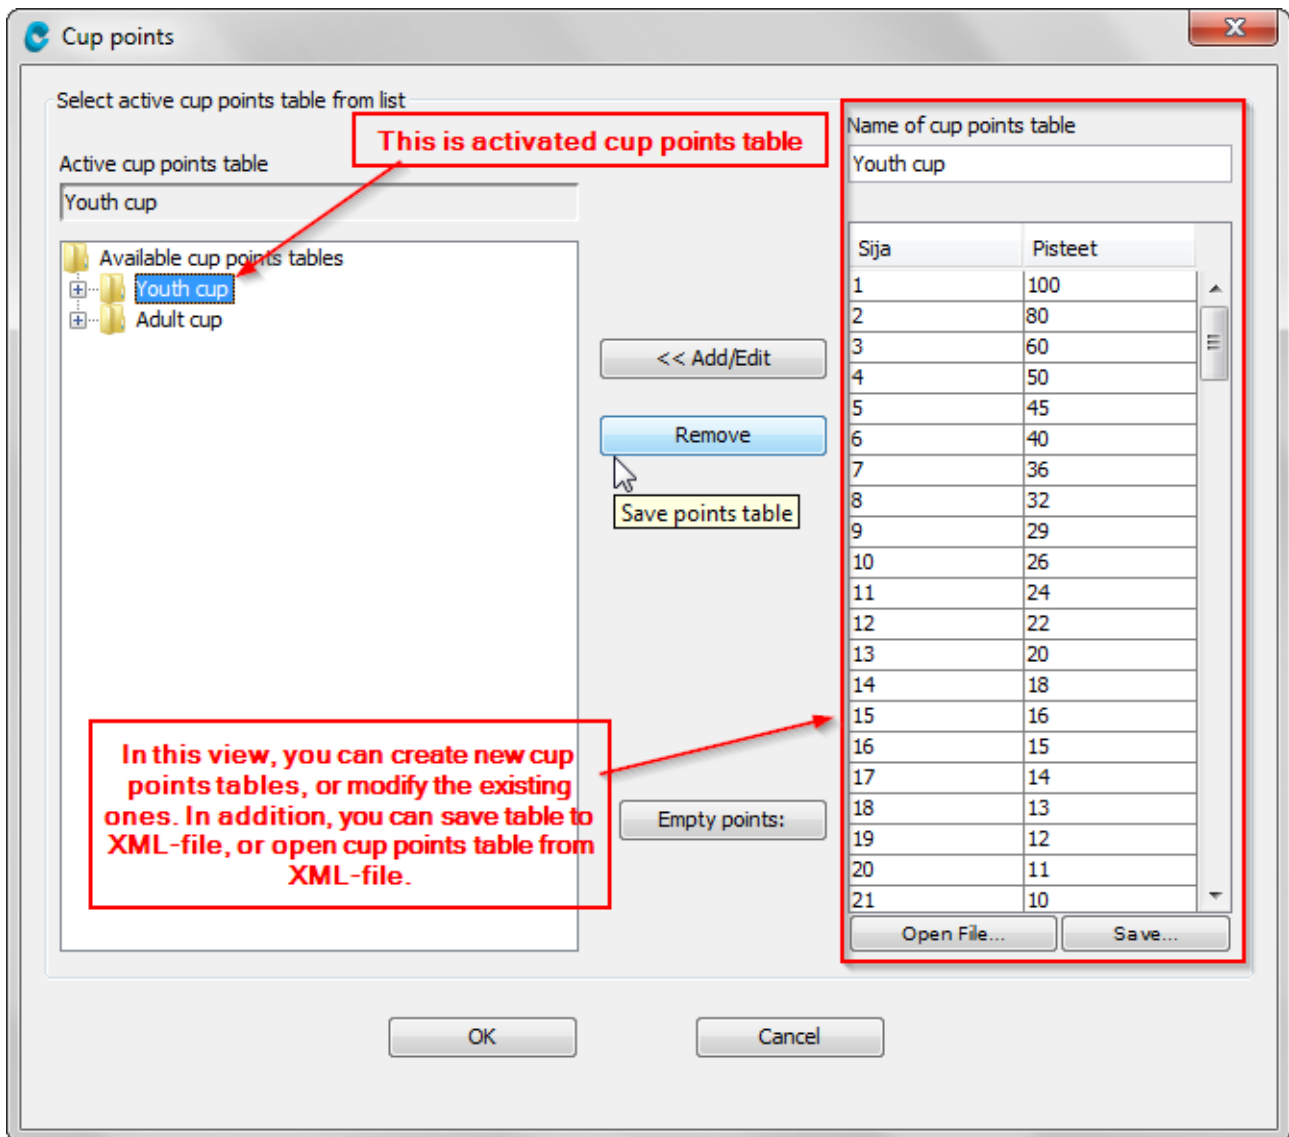 Cup points
Select active cup points table from list
This is activated cup points table
Active cup points table
Youth cup
Available cup points tables
Youth cup
Adult cup
<< Add/Edit
Remove
Save points table
In this view, you can create new cup
points tables, or modify the existing
ones. In addition, you can save table to
XML-file, or open cup points table from
XML-file.
Empty points:
Name of cup points table
Youth cup
Sija Pisteet
1 100
2 80
3 60
4 50
5 45
6 40
7 36
8 32
9 29
10 26
11 24
12 22
13 20
14 18
15 16
16 15
17 14
18 13
19 12
20 11
21 10
Open File... Save...
OK Cancel